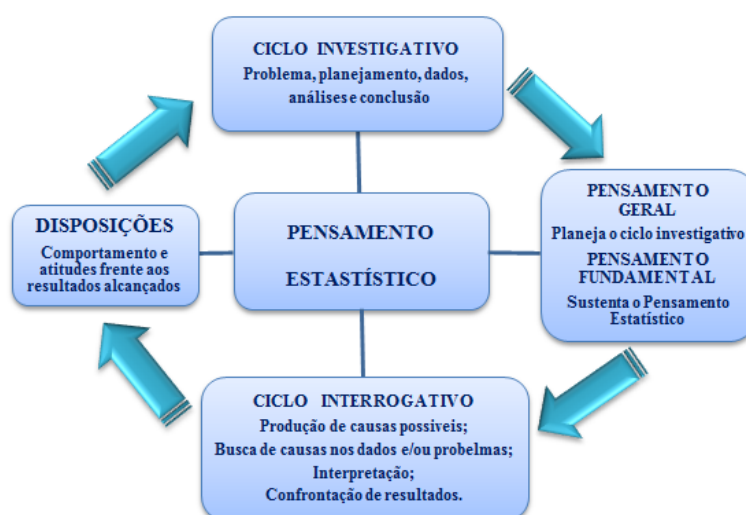 CICLO INVESTIGATIVO
Problema, planejamento, dados,
análises e conclusão
PENSAMENTO
GERAL
Planeja o ciclo investigativo
PENSAMENTO
FUNDAMENTAL
Sustenta o Pensamento
Estatístico
DISPOSIÇÕES
Comportamento e
atitudes frente aos
resultados alcançados
PENSAMENTO
ESTASTÍSTICO
CICLO INTERROGATIVO
Produção de causas possiveis;
Busca de causas nos dados e/ou probelmas;
Interpretação;
Confrontação de resultados.